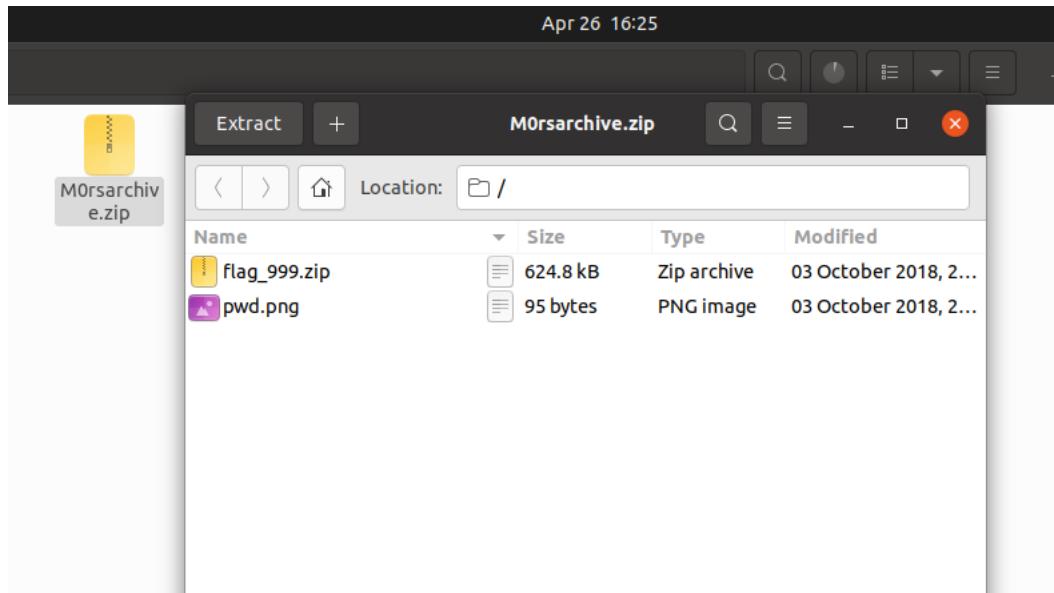 Apr 26 16:25
Extract + M0rsarchive.zip
M0rsarchiv
e.zip
Location: /
Name Size Type Modified
flag_999.zip 624.8 kB Zip archive 03 October 2018, 2…
pwd.png 95 bytes PNG image 03 October 2018, 2…